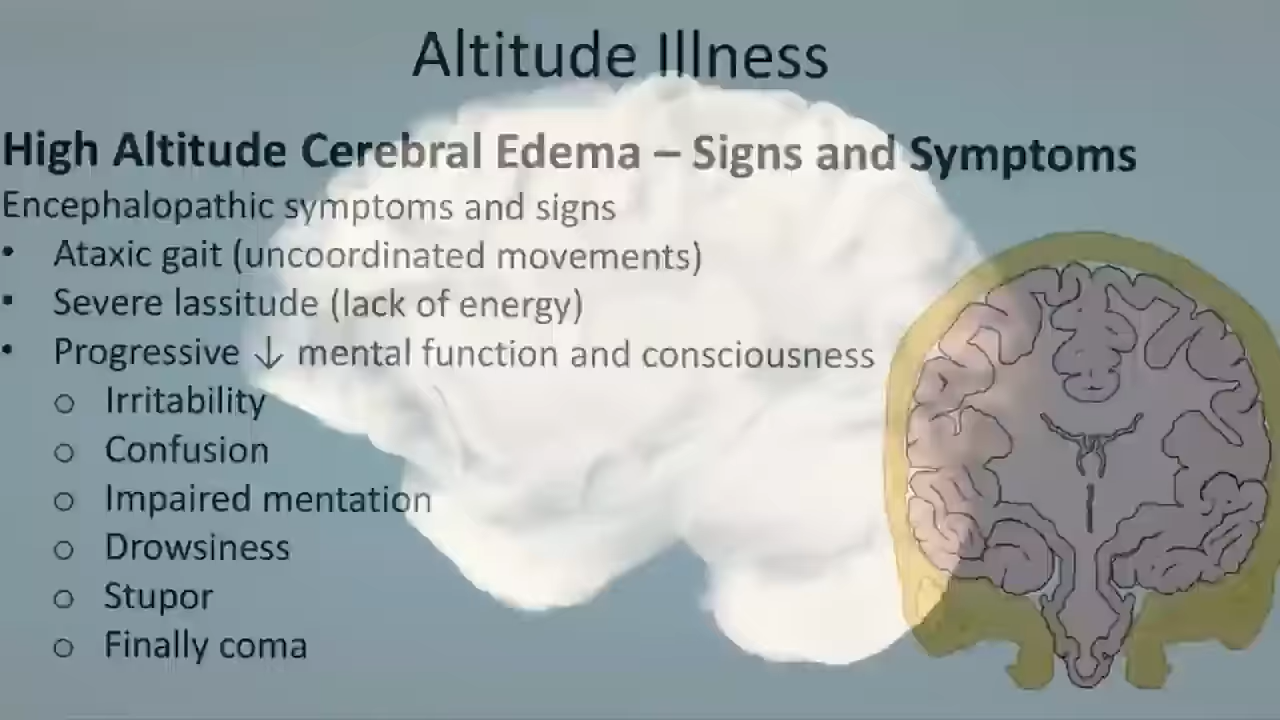 Altitude Illness
High Altitude Cerebral Edema – Signs and Symptoms
Encephalopathic symptoms and signs
• Ataxic gait (uncoordinated movements)
• Severe lassitude (lack of energy)
• Progressive ↓ mental function and consciousness
o Irritability
o Confusion
o Impaired mentation
o Drowsiness
o Stupor
o Finally coma